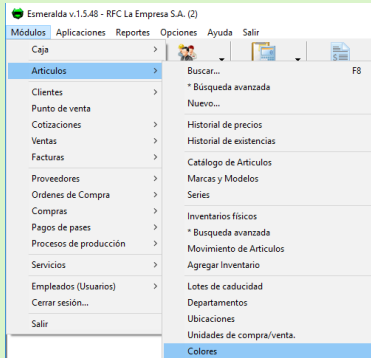 Esmeralda v.1.5.48 - RFC La Empresa S.A. (2)
Módulos Aplicaciones Reportes Opciones Ayuda Salir
Caja
Articulos
Clientes
Punto de venta
Cotizaciones
Ventas
Facturas
Proveedores
Ordenes de Compra
Compras
Pagos de pases
Procesos de producción
Servicios
Empleados (Usuarios)
Cerrar sesión...
Salir
Buscar... F8
* Búsqueda avanzada
Nuevo...
Historial de precios
Historial de existencias
Catálogo de Articulos
Marcas y Modelos
Series
Inventarios físicos
* Busqueda avanzada
Movimiento de Articulos
Agregar Inventario
Lotes de caducidad
Departamentos
Ubicaciones
Unidades de compra/venta.
Colores